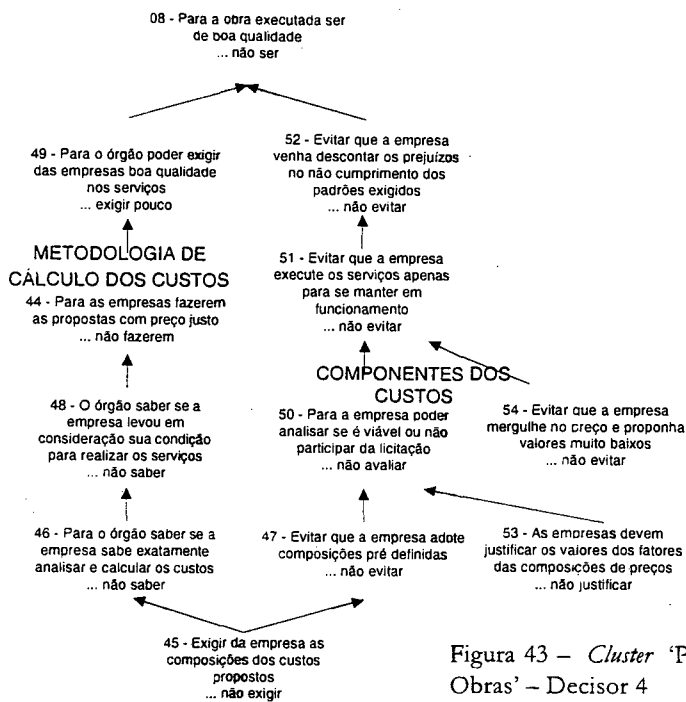 08 - Para a obra executada ser
de boa qualidade
... não ser
49 - Para o órgão poder exigir
das empresas boa qualidade
nos serviços
... exigir pouco
52 - Evitar que a empresa
venha descontar os prejuízos
no não cumprimento dos
padrões exigidos
... não evitar
METODOLOGIA DE
CÁLCULO DOS CUSTOS
44 - Para as empresas fazerem
as propostas com preço justo
... não fazerem
51 - Evitar que a empresa
execute os serviços apenas
para se manter em
funcionamento
... não evitar
COMPONENTES DOS
CUSTOS
48 - O órgão saber se a
empresa levou em
consideração sua condição
para realizar os serviços
... não saber
50 - Para a empresa poder
analisar se é viável ou não
participar da licitação
... não avaliar
54 - Evitar que a empresa
mergulhe no preço e proponha
valores muito baixos
... não evitar
46 - Para o órgão saber se a
empresa sabe exatamente
analisar e calcular os custos
... não saber
47 - Evitar que a empresa adote
composições pré definidas
... não evitar
53 - As empresas devem
justificar os valores dos fatores
das composições de preços
... não justificar
45 - Exigir da empresa as
composições dos custos
propostos
... não exigir
Figura 43 – Cluster ‘P
Obras’ – Decisor 4